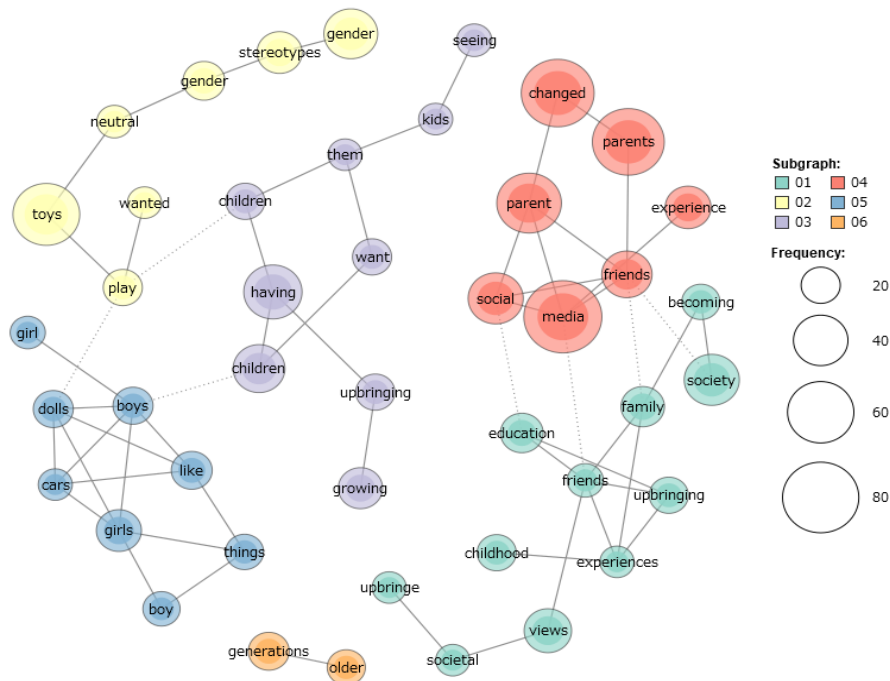 gender
seeing
stereotypes
gender
changed
neutral
kids
parents
them
wanted
children
toys
parent
experience
want
play
having
friends
social
becoming
media
girl
children
society
upbringing
dolls
boys
family
education
like
cars
friends
upbringing
growing
girls
things
childhood
experiences
upbringe
boy
views
generations
older
societal
Subgraph:
01 04
02 05
03 06
Frequency:
20
40
60
80